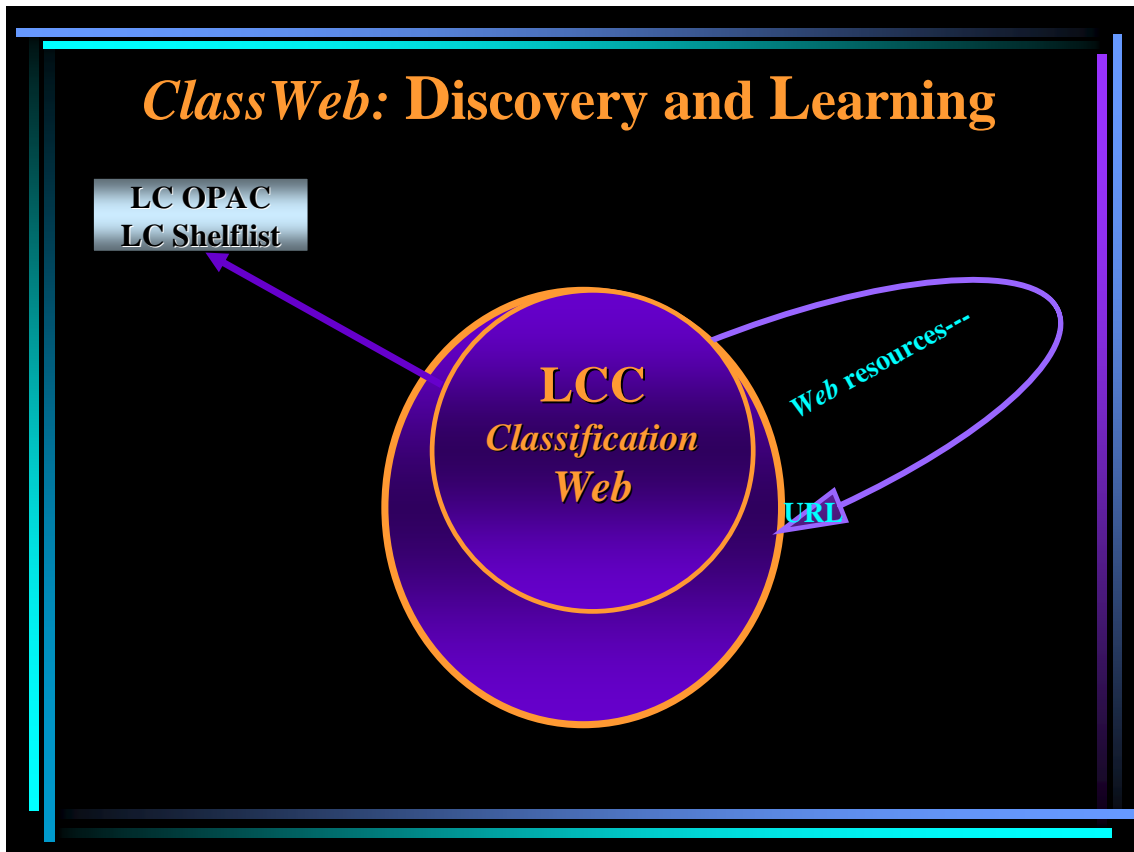 ClassWeb: Discovery and Learning
LC OPAC
LC Shelflist
LCC
Classification
Web
Web resources---
URL